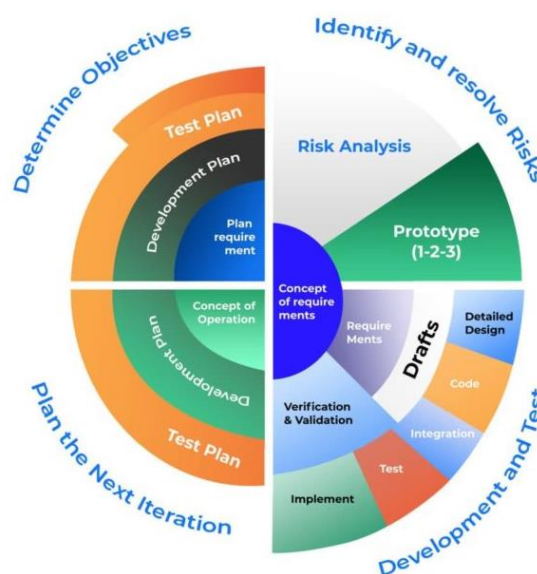 Determine Objectives
Identify and resolve Risks
Test Plan
Development Plan
Plan
require
ment
Risk Analysis
Prototype
(1-2-3)
Concept of
Operation
Development Plan
Test Plan
Concept
of require
ments
Require
Ments
Drafts
Detailed
Design
Code
Integration
Verification
& Validation
Test
Implement
Plan the Next Iteration
Development and Test